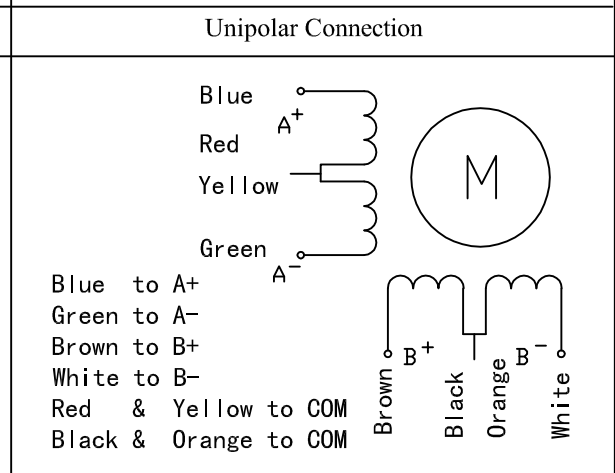 Unipolar Connection
Blue
A+
Red
Yellow
Green
A-
M
Blue to A+
Green to A-
Brown to B+
White to B-
Red & Yellow to COM
Black & Orange to COM
B+
B-
Brown
Black
Orange
White